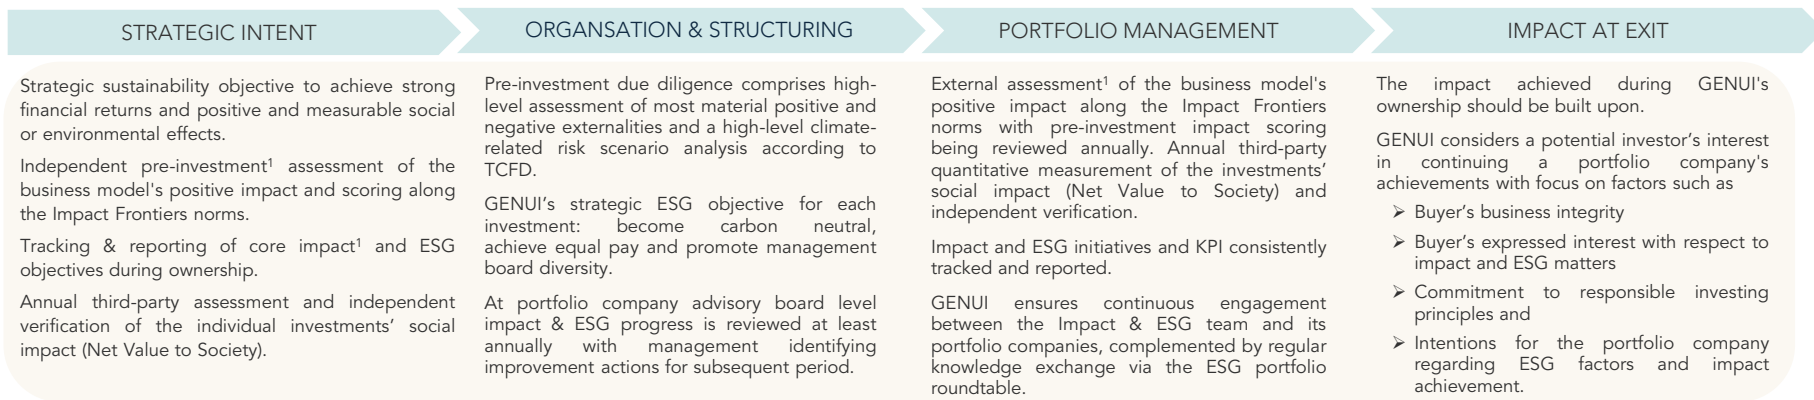 STRATEGIC INTENT
Strategic sustainability objective to achieve strong
financial returns and positive and measurable social
or environmental effects.
Independent pre-investment¹ assessment of the
business model's positive impact and scoring along
the Impact Frontiers norms.
Tracking & reporting of core impact¹ and ESG
objectives during ownership.
Annual third-party assessment and independent
verification of the individual investments’ social
impact (Net Value to Society).
ORGANSATION & STRUCTURING
Pre-investment due diligence comprises high-
level assessment of most material positive and
negative externalities and a high-level climate-
related risk scenario analysis according to
TCFD.
GENUI’s strategic ESG objective for each
investment: become carbon neutral,
achieve equal pay and promote management
board diversity.
At portfolio company advisory board level
impact & ESG progress is reviewed at least
annually with management identifying
improvement actions for subsequent period.
PORTFOLIO MANAGEMENT
External assessment¹ of the business model's
positive impact along the Impact Frontiers
norms with pre-investment impact scoring
being reviewed annually. Annual third-party
quantitative measurement of the investments’
social impact (Net Value to Society) and
independent verification.
Impact and ESG initiatives and KPI consistently
tracked and reported.
GENUI ensures continuous engagement
between the Impact & ESG team and its
portfolio companies, complemented by regular
knowledge exchange via the ESG portfolio
roundtable.
IMPACT AT EXIT
The impact achieved during GENUI's
ownership should be built upon.
GENUI considers a potential investor’s interest
in continuing a portfolio company's
achievements with focus on factors such as
➢ Buyer’s business integrity
➢ Buyer’s expressed interest with respect to
impact and ESG matters
➢ Commitment to responsible investing
principles and
➢ Intentions for the portfolio company
regarding ESG factors and impact
achievement.